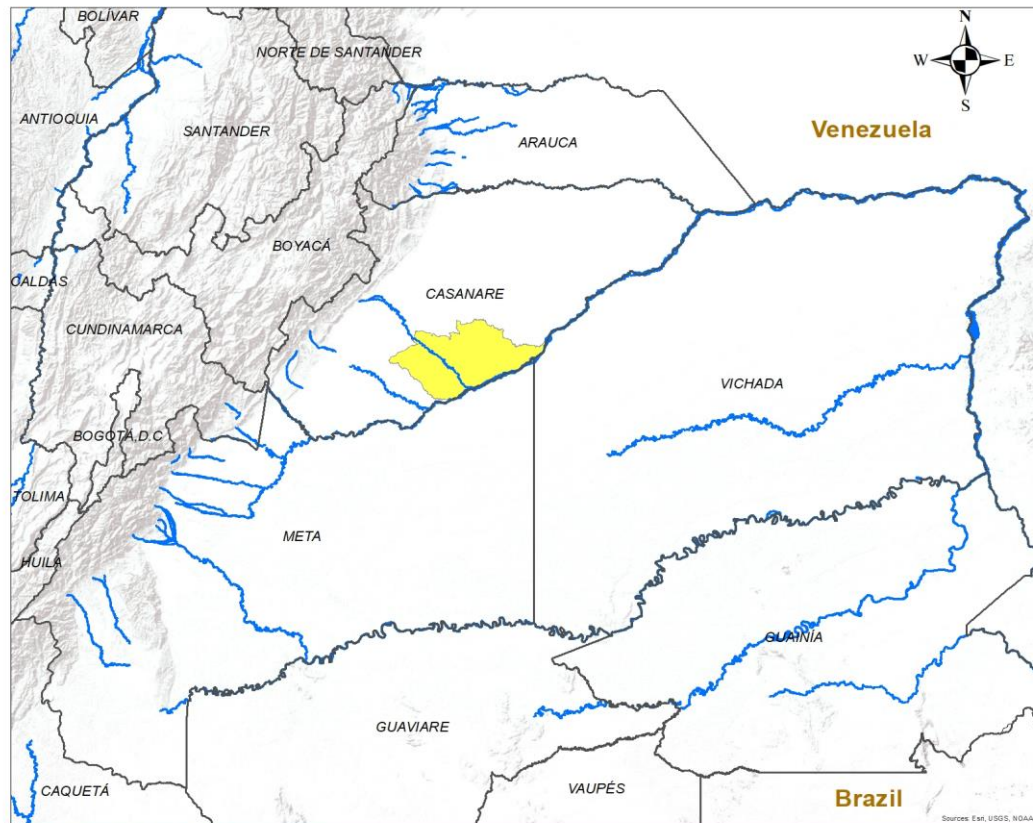 BOLÍVAR
N
NORTE DE SANTANDER
W E
S
ANTIOQUIA
SANTANDER
Venezuela
ARAUCA
BOYACÁ
CALDAS
CASANARE
CUNDINAMARCA
VICHADA
BOGOTÁ,D.C
TOLIMA
META
HUILA
GUAINÍA
GUAVIARE
CAQUETÁ
VAUPÉS
Brazil
Sources: Esri, USGS, NOAA